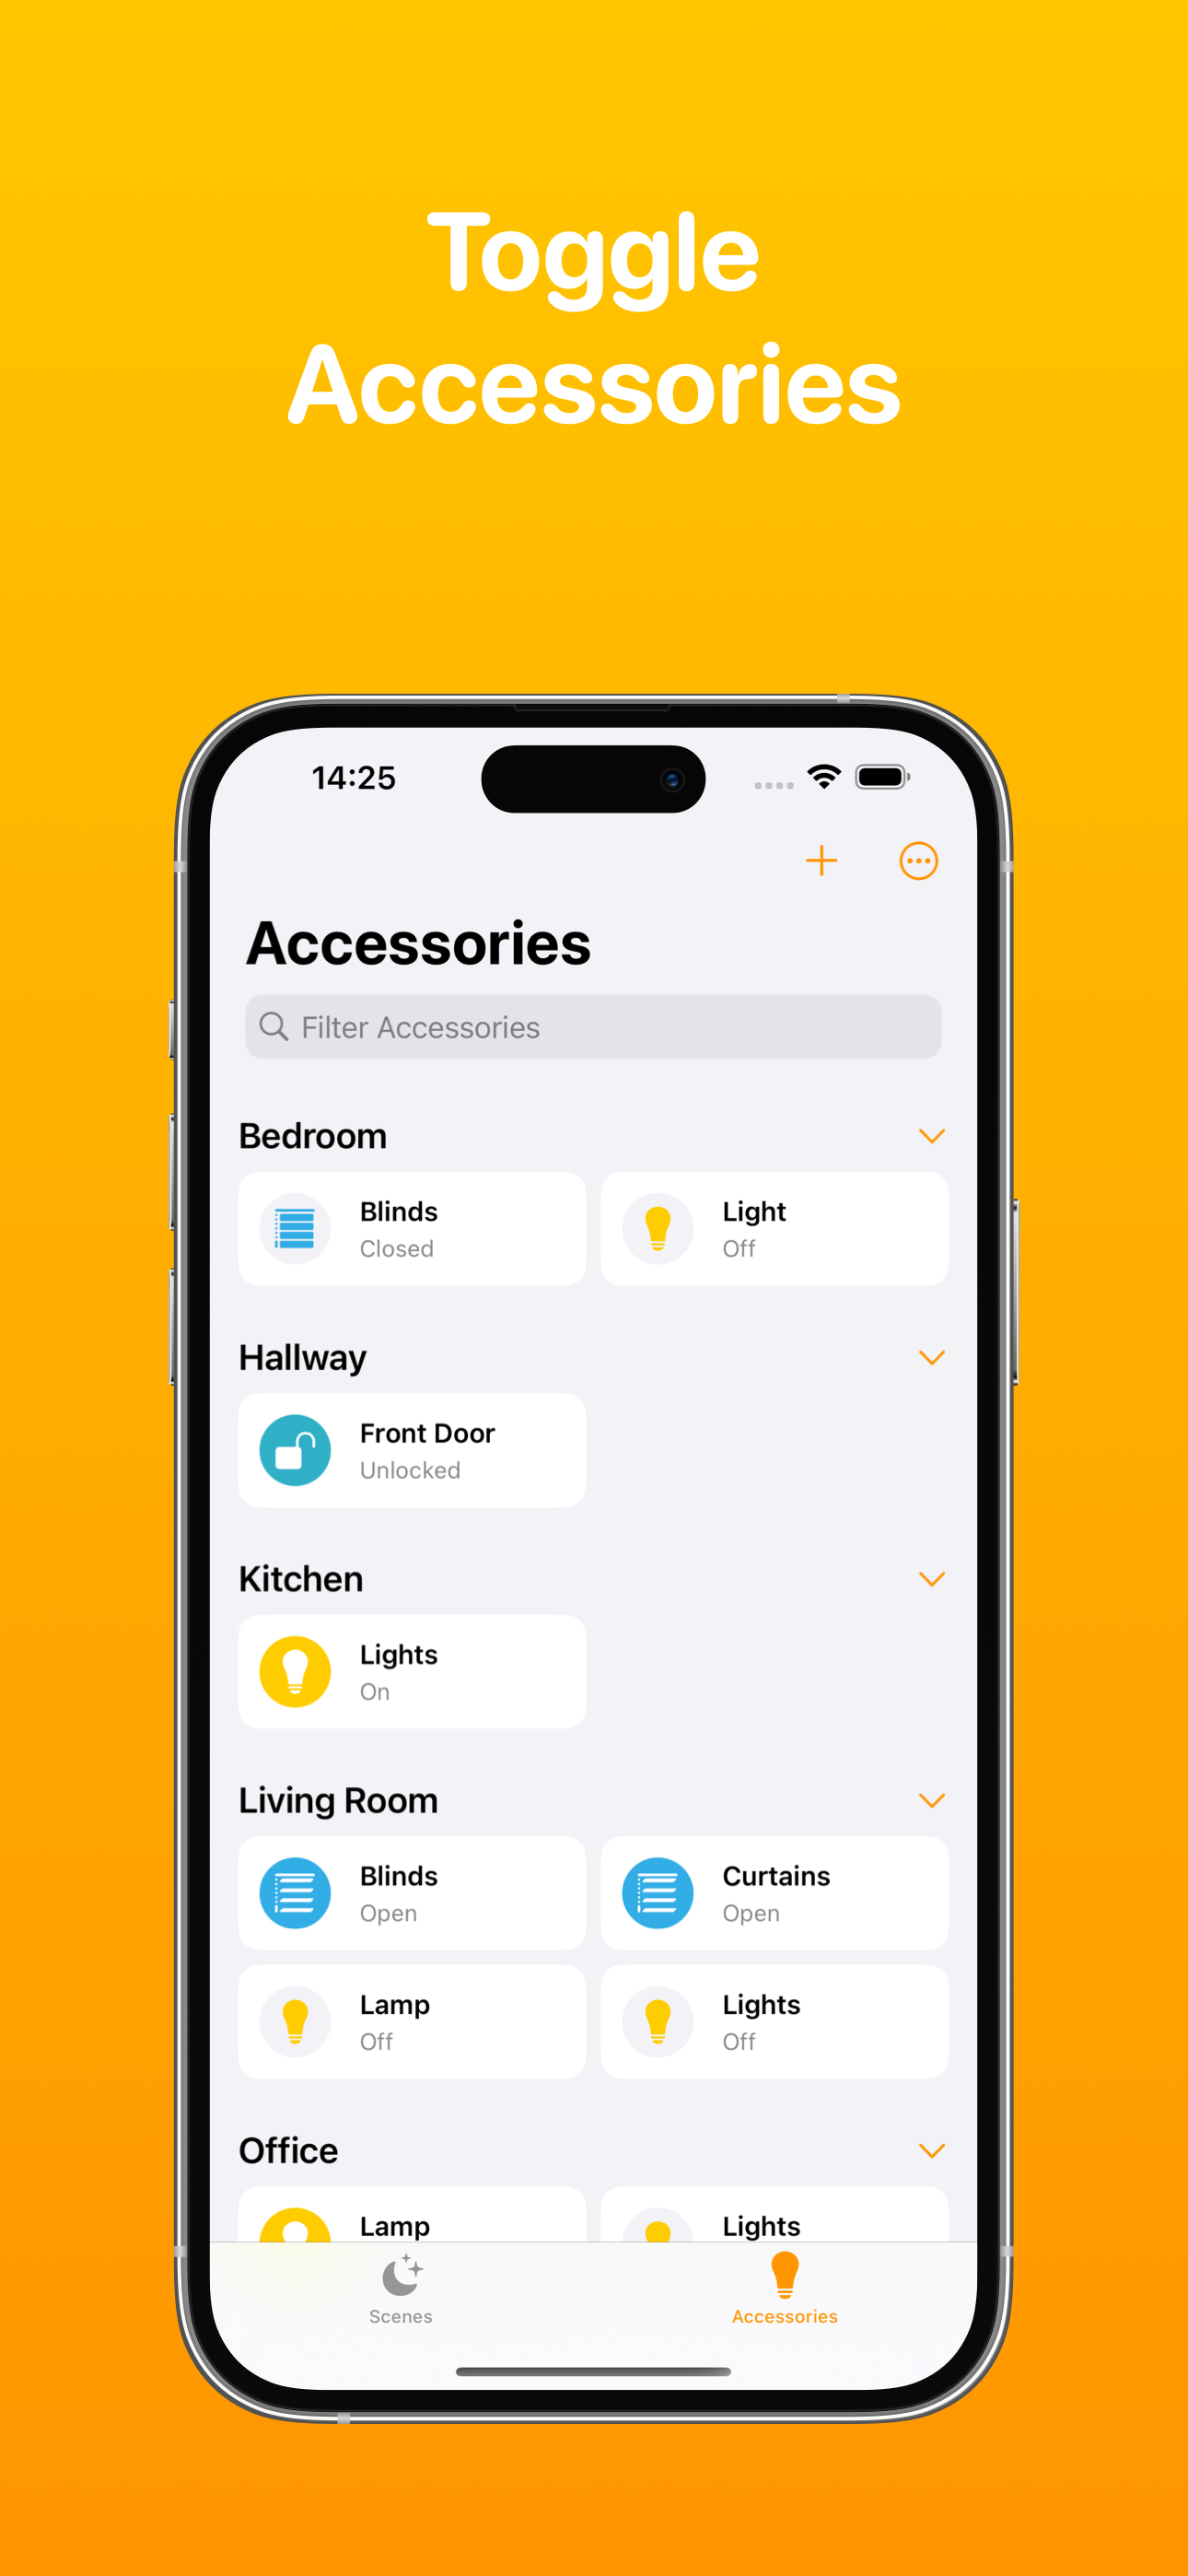 Toggle
Accessories
14:25
Accessories
Filter Accessories
Bedroom
Blinds
Closed
Light
Off
Hallway
Front Door
Unlocked
Kitchen
Lights
On
Living Room
Blinds
Open
Curtains
Open
Lamp
Off
Lights
Off
Office
Lamp
Lights
Scenes
Accessories